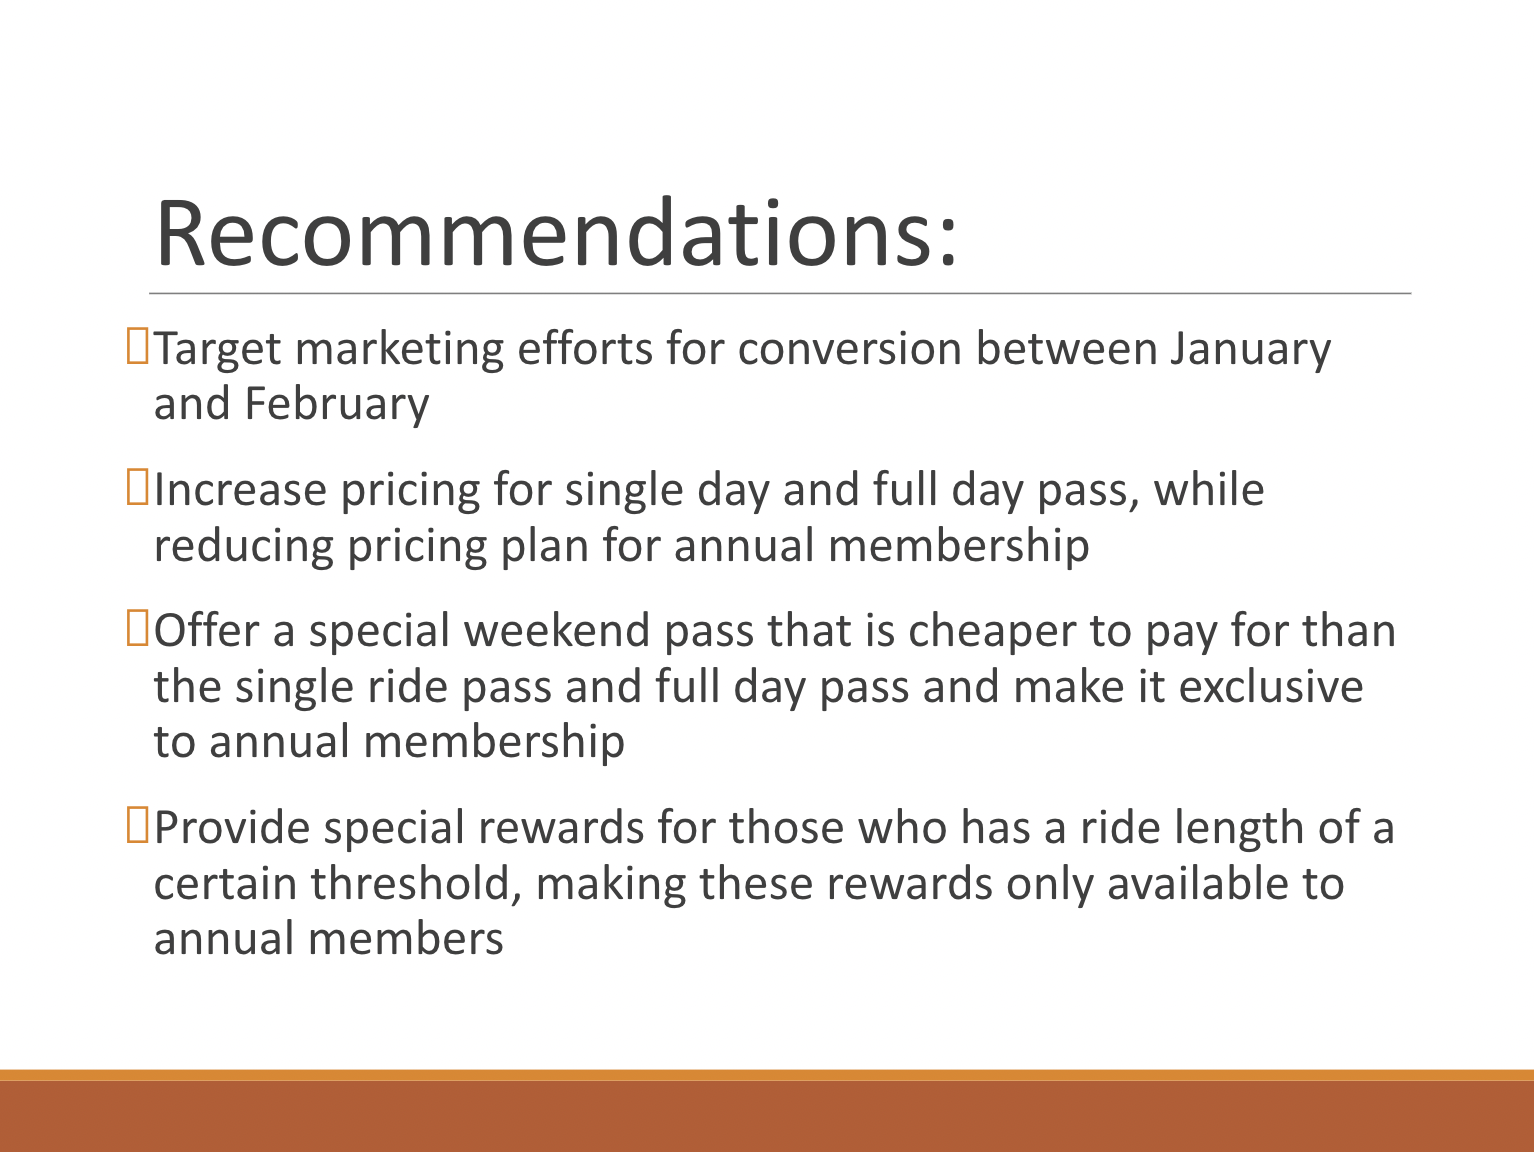 Recommendations:
Target marketing efforts for conversion between January
and February
Increase pricing for single day and full day pass, while
reducing pricing plan for annual membership
Offer a special weekend pass that is cheaper to pay for than
the single ride pass and full day pass and make it exclusive
to annual membership
Provide special rewards for those who has a ride length of a
certain threshold, making these rewards only available to
annual members